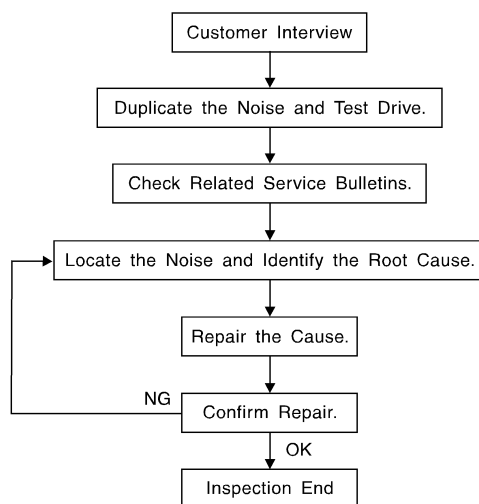 Customer Interview
Duplicate the Noise and Test Drive.
Check Related Service Bulletins.
Locate the Noise and Identify the Root Cause.
Repair the Cause.
NG
Confirm Repair.
OK
Inspection End